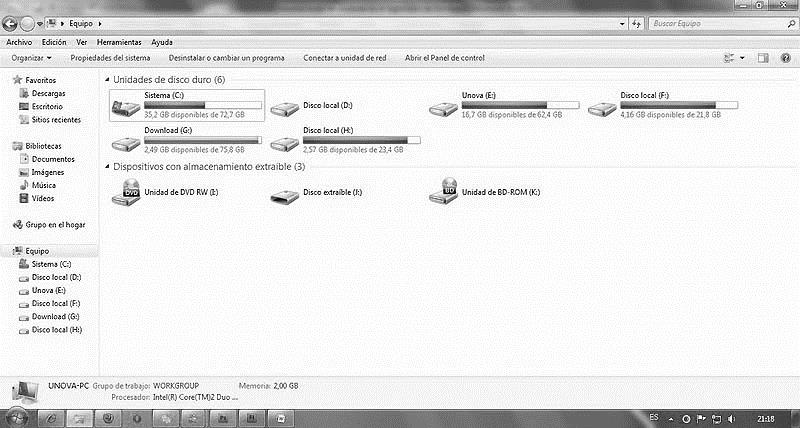 Equipo
Buscar Equipo
Archivo Edición Ver Herramientas Ayuda
Organizar Propiedades del sistema Desinstalar o cambiar un programa Conectar a unidad de red Abrir el Panel de control
Favoritos
Descargas
Escritorio
Sitios recientes
Bibliotecas
Documentos
Imágenes
Música
Vídeos
Grupo en el hogar
Equipo
Sistema (C:)
Disco local (D:)
Unova (E:)
Disco local (F:)
Download (G:)
Disco local (H:)
Unidades de disco duro (6)
Sistema (C:)
35,2 GB disponibles de 72,7 GB
Disco local (D:)
Unova (E:)
16,7 GB disponibles de 62,4 GB
Disco local (F:)
4,16 GB disponibles de 21,8 GB
Download (G:)
2,49 GB disponibles de 75,8 GB
Disco local (H:)
2,57 GB disponibles de 23,4 GB
Dispositivos con almacenamiento extraíble (3)
DVD
Unidad de DVD RW (I:)
Disco extraíble (J:)
BD
Unidad de BD-ROM (K:)
UNOVA-PC Grupo de trabajo: WORKGROUP Memoria: 2,00 GB
Procesador: Intel(R) Core(TM)2 Duo ...
ES
21:18